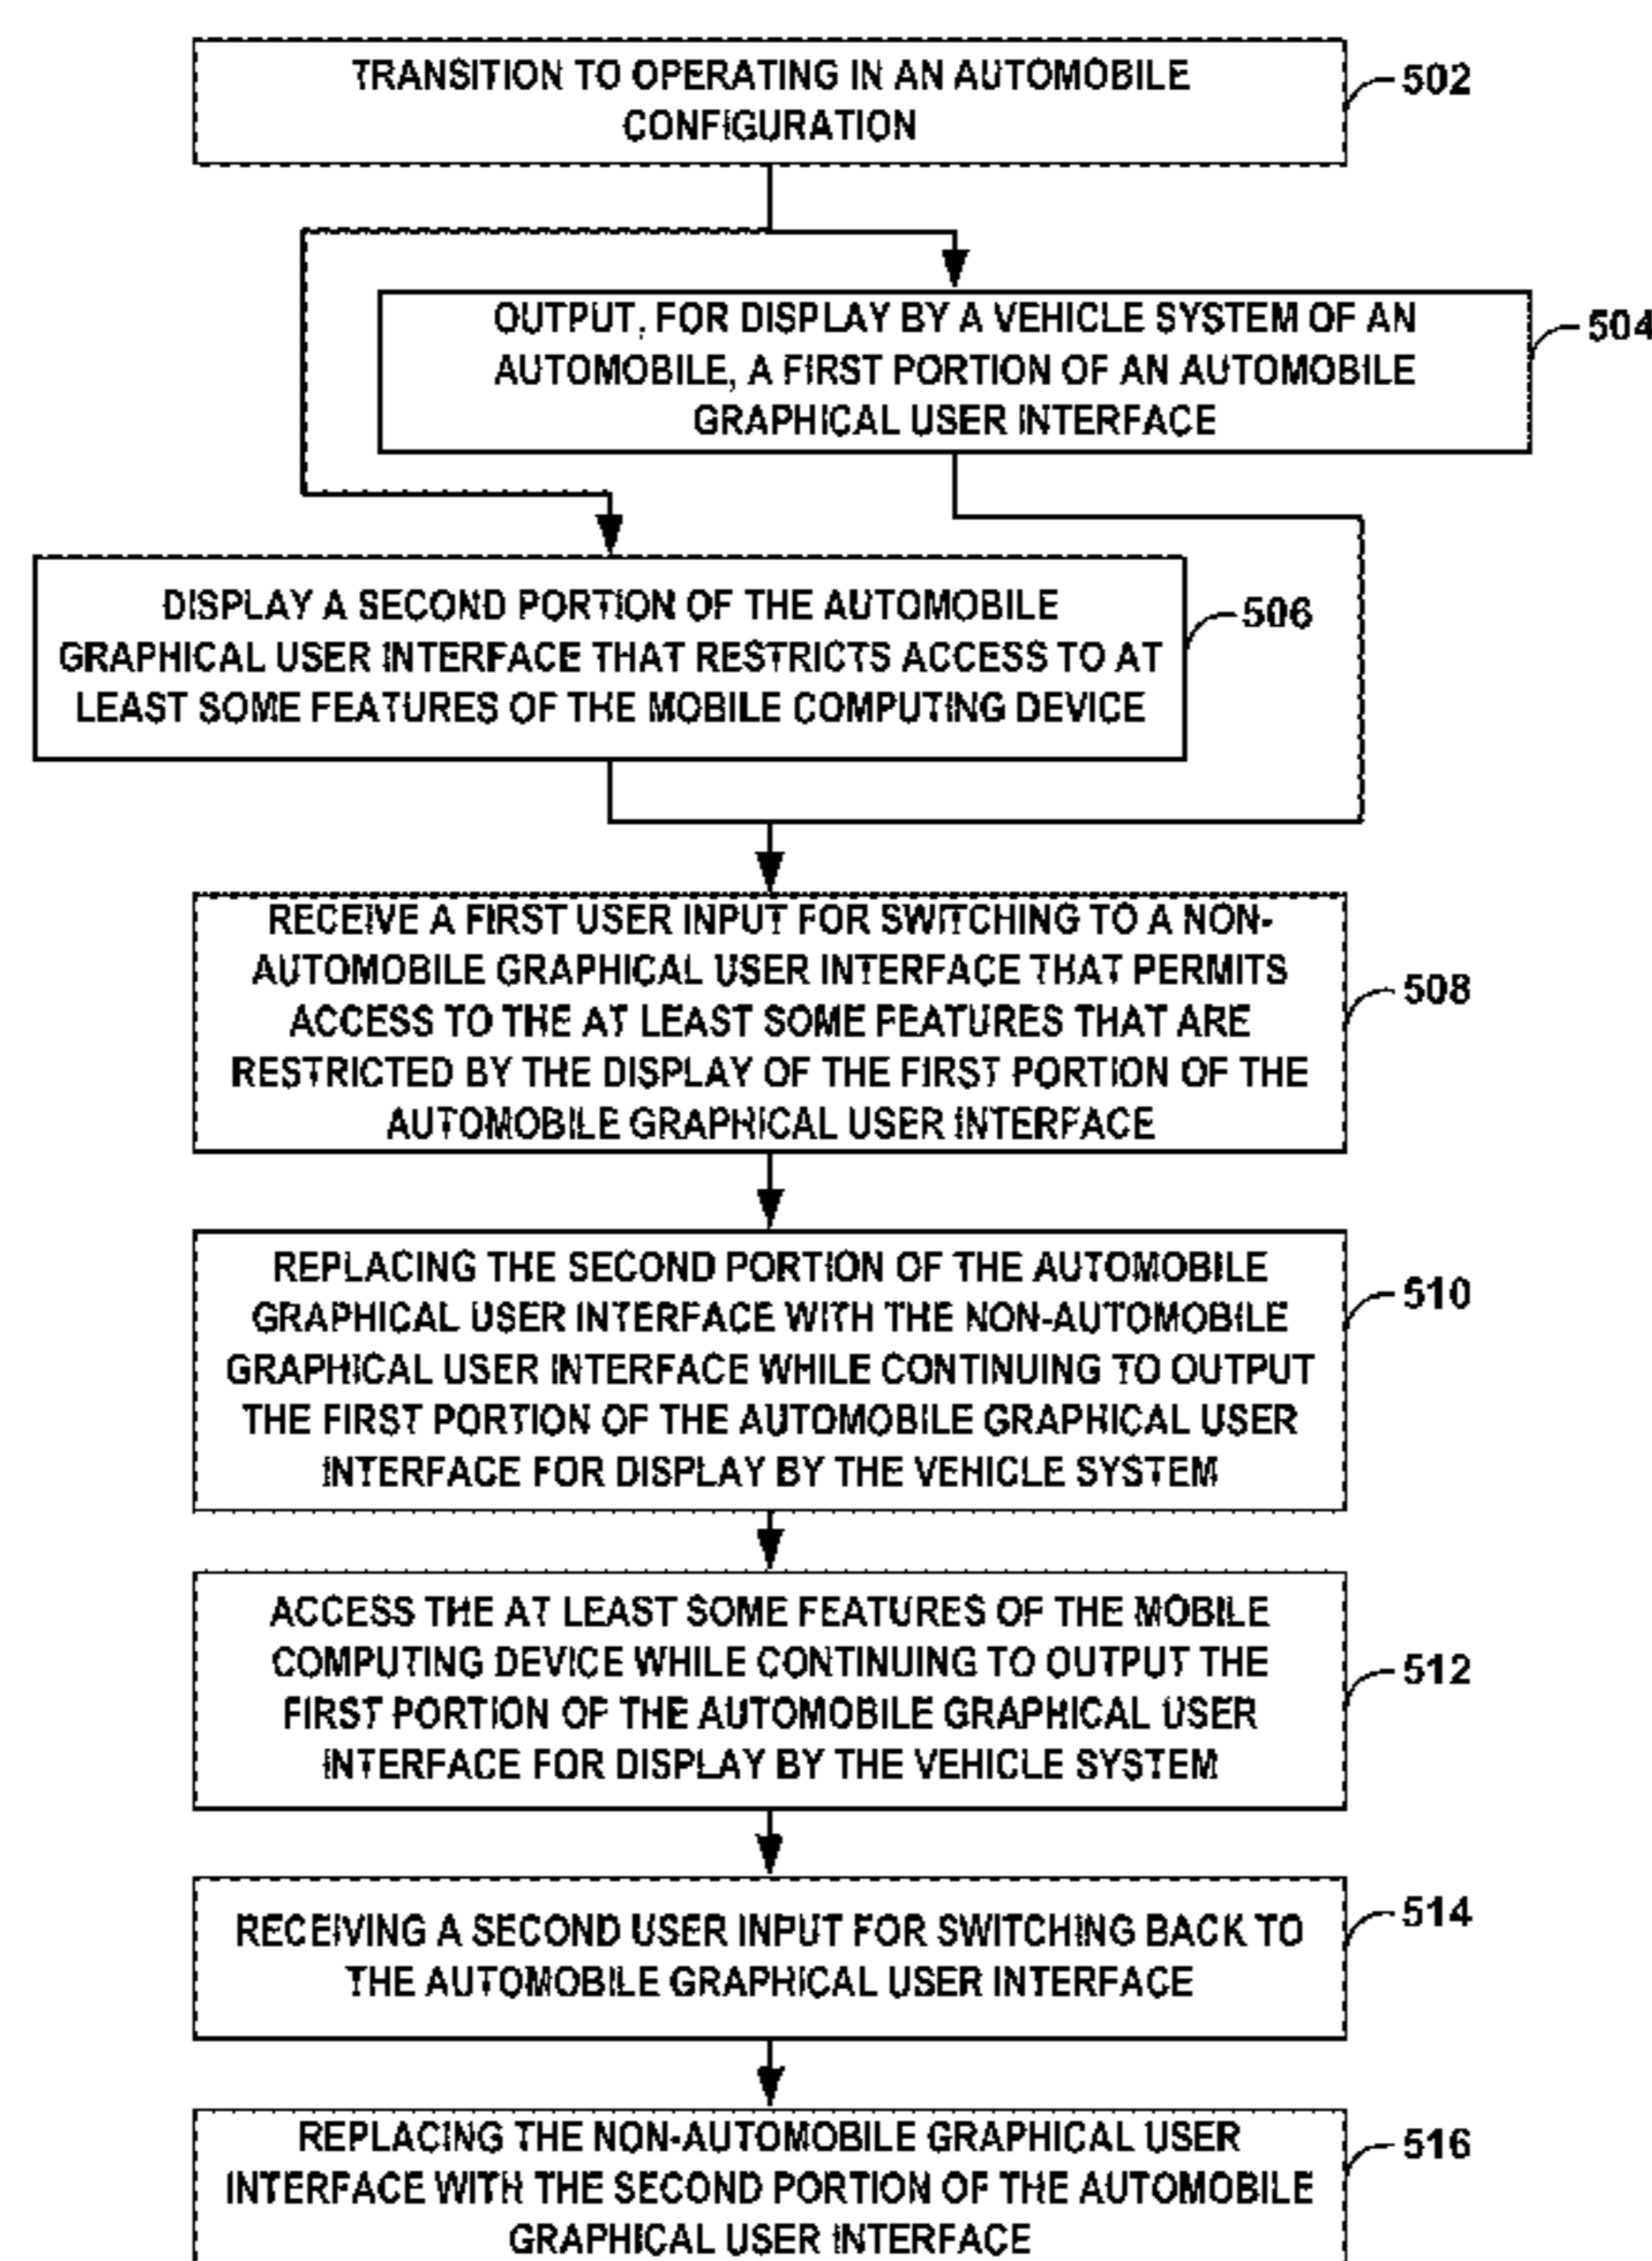 TRANSITION TO OPERATING IN AN AUTOMOBILE
CONFIGURATION
502
OUTPUT, FOR DISPLAY BY A VEHICLE SYSTEM OF AN
AUTOMOBILE, A FIRST PORTION OF AN AUTOMOBILE
GRAPHICAL USER INTERFACE
504
DISPLAY A SECOND PORTION OF THE AUTOMOBILE
GRAPHICAL USER INTERFACE THAT RESTRICTS ACCESS TO AT
LEAST SOME FEATURES OF THE MOBILE COMPUTING DEVICE
506
RECEIVE A FIRST USER INPUT FOR SWITCHING TO A NON-
AUTOMOBILE GRAPHICAL USER INTERFACE THAT PERMITS
ACCESS TO THE AT LEAST SOME FEATURES THAT ARE
RESTRICTED BY THE DISPLAY OF THE FIRST PORTION OF THE
AUTOMOBILE GRAPHICAL USER INTERFACE
508
REPLACING THE SECOND PORTION OF THE AUTOMOBILE
GRAPHICAL USER INTERFACE WITH THE NON-AUTOMOBILE
GRAPHICAL USER INTERFACE WHILE CONTINUING TO OUTPUT
THE FIRST PORTION OF THE AUTOMOBILE GRAPHICAL USER
INTERFACE FOR DISPLAY BY THE VEHICLE SYSTEM
510
ACCESS THE AT LEAST SOME FEATURES OF THE MOBILE
COMPUTING DEVICE WHILE CONTINUING TO OUTPUT THE
FIRST PORTION OF THE AUTOMOBILE GRAPHICAL USER
INTERFACE FOR DISPLAY BY THE VEHICLE SYSTEM
512
RECEIVING A SECOND USER INPUT FOR SWITCHING BACK TO
THE AUTOMOBILE GRAPHICAL USER INTERFACE
514
REPLACING THE NON-AUTOMOBILE GRAPHICAL USER
INTERFACE WITH THE SECOND PORTION OF THE AUTOMOBILE
GRAPHICAL USER INTERFACE
516